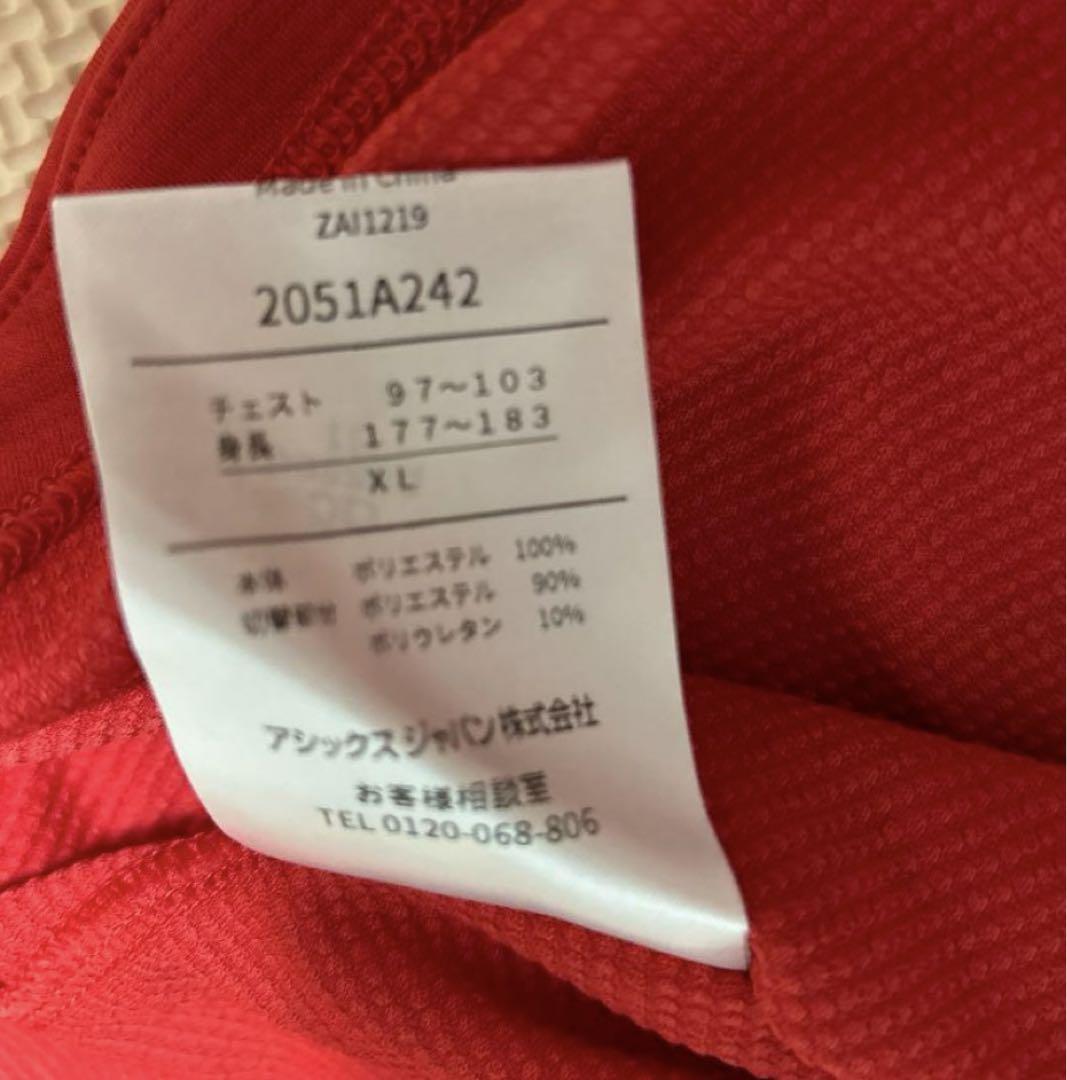 Made in China
ZAI1219
2051A242
チェスト 97～103
身長 177～183
XL
本体 ポリエステル 100%
切替部分 ポリエステル 90%
ポリウレタン 10%
アシックスジャパン株式会社
お客様相談室
TEL 0120-068-806